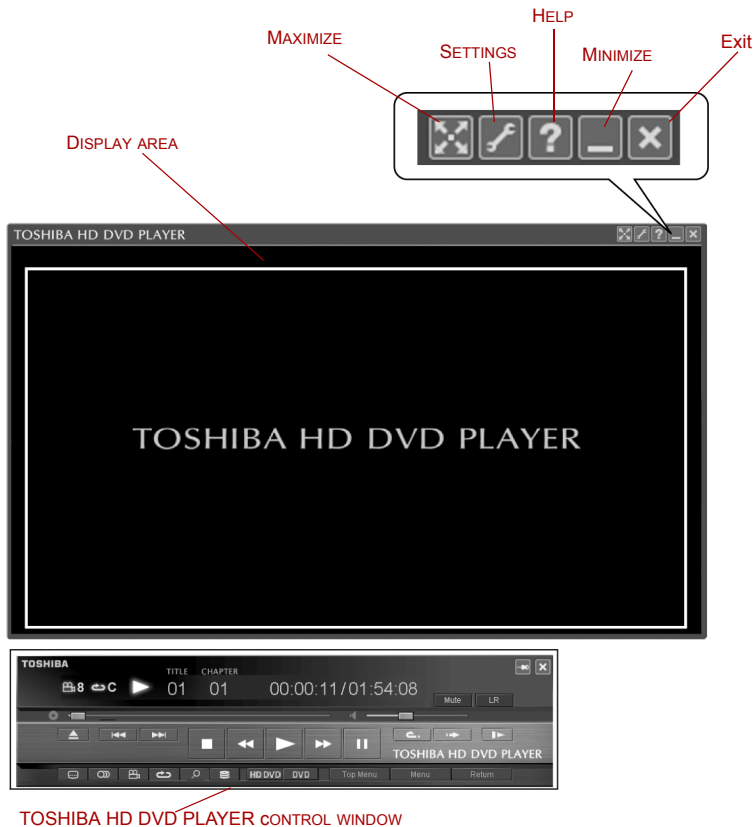 HELP
MAXIMIZE
Exit
SETTINGS
MINIMIZE
?
DISPLAY AREA
TOSHIBA HD DVD PLAYER
?
TOSHIBA HD DVD PLAYER
TOSHIBA
TITLE CHAPTER
8 C 01 01 00:00:11/01:54:08
Mute LR
TOSHIBA HD DVD PLAYER
HD DVD DVD Top Menu Menu Return
TOSHIBA HD DVD PLAYER CONTROL WINDOW